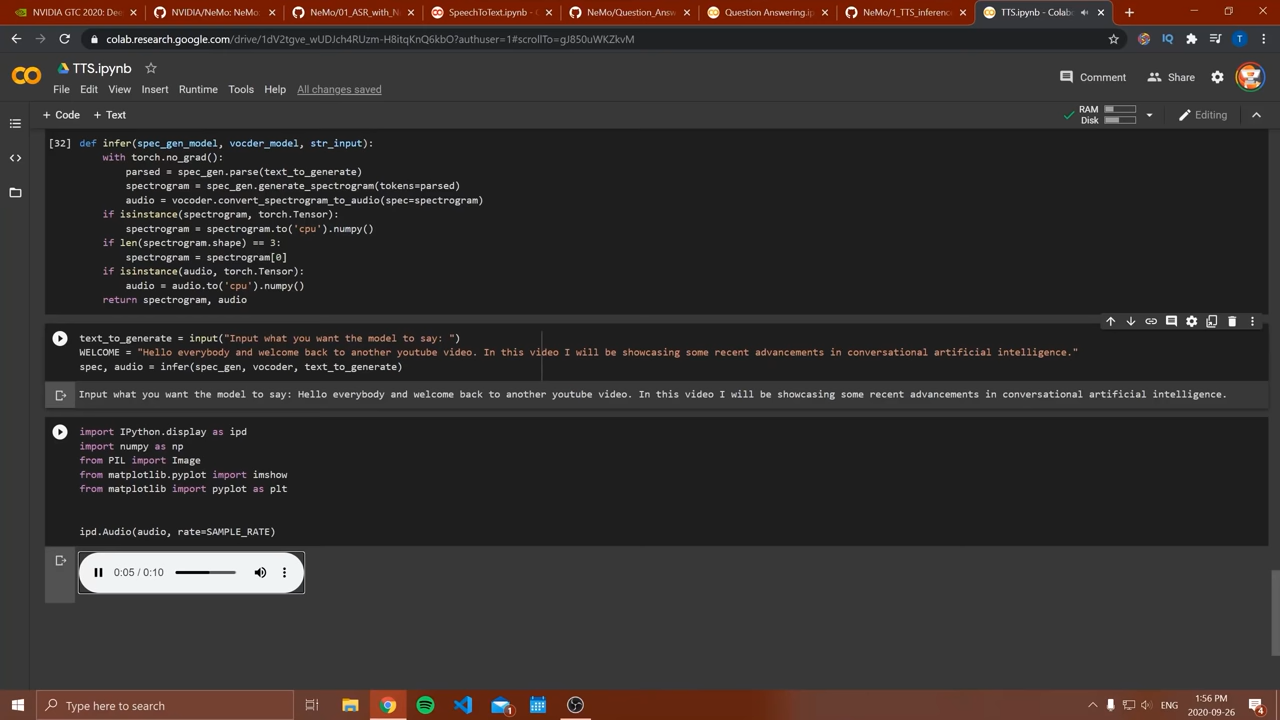 NVIDIA GTC 2020: Dee
NVIDIA/NeMo: NeMo:
NeMo/01_ASR_with_N
SpeechToText.ipynb - C
NeMo/Question_Answ
Question Answering.ip
NeMo/1_TTS_inferenc
TTS.ipynb - Colab
colab.research.google.com/drive/1dV2tgve_wUDJch4RUzm-H8itqKnQ6kbO?authuser=1#scrollTo=gJ850uWKZkvM
IQ
T
CO
TTS.ipynb
File Edit View Insert Runtime Tools Help All changes saved
Comment
Share
+ Code + Text
RAM
Disk
Editing
[32] def infer(spec_gen_model, vocder_model, str_input):
with torch.no_grad():
parsed = spec_gen.parse(text_to_generate)
spectrogram = spec_gen.generate_spectrogram(tokens=parsed)
audio = vocoder.convert_spectrogram_to_audio(spec=spectrogram)
if isinstance(spectrogram, torch.Tensor):
spectrogram = spectrogram.to('cpu').numpy()
if len(spectrogram.shape) == 3:
spectrogram = spectrogram[0]
if isinstance(audio, torch.Tensor):
audio = audio.to('cpu').numpy()
return spectrogram, audio
text_to_generate = input("Input what you want the model to say: ")
WELCOME = "Hello everybody and welcome back to another youtube video. In this video I will be showcasing some recent advancements in conversational artificial intelligence."
spec, audio = infer(spec_gen, vocoder, text_to_generate)
Input what you want the model to say: Hello everybody and welcome back to another youtube video. In this video I will be showcasing some recent advancements in conversational artificial intelligence.
import IPython.display as ipd
import numpy as np
from PIL import Image
from matplotlib.pyplot import imshow
from matplotlib import pyplot as plt
ipd.Audio(audio, rate=SAMPLE_RATE)
0:05 / 0:10
Type here to search
1
ENG
1:56 PM
2020-09-26
4